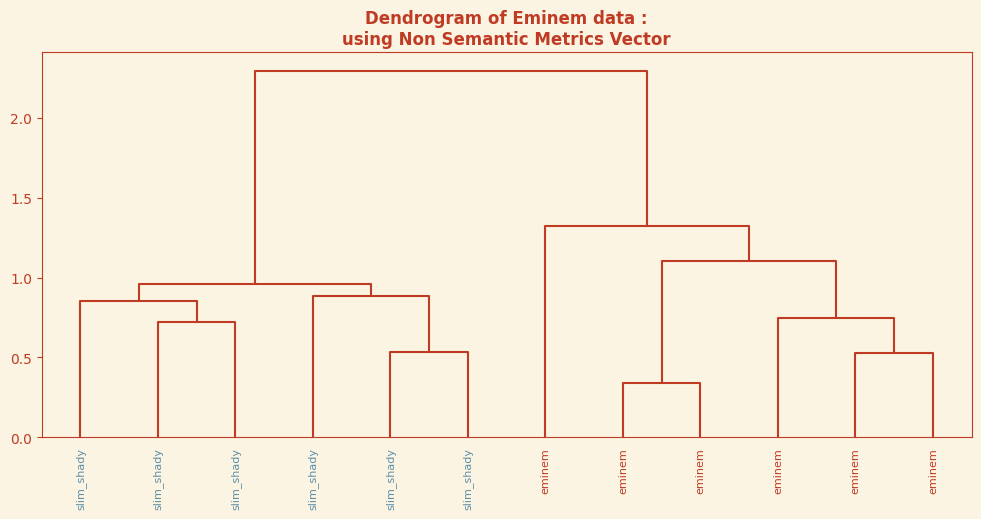 Dendrogram of Eminem data :
using Non Semantic Metrics Vector
2.0
1.5
1.0
0.5
0.0
slim_shady
slim_shady
slim_shady
slim_shady
slim_shady
slim_shady
eminem
eminem
eminem
eminem
eminem
eminem